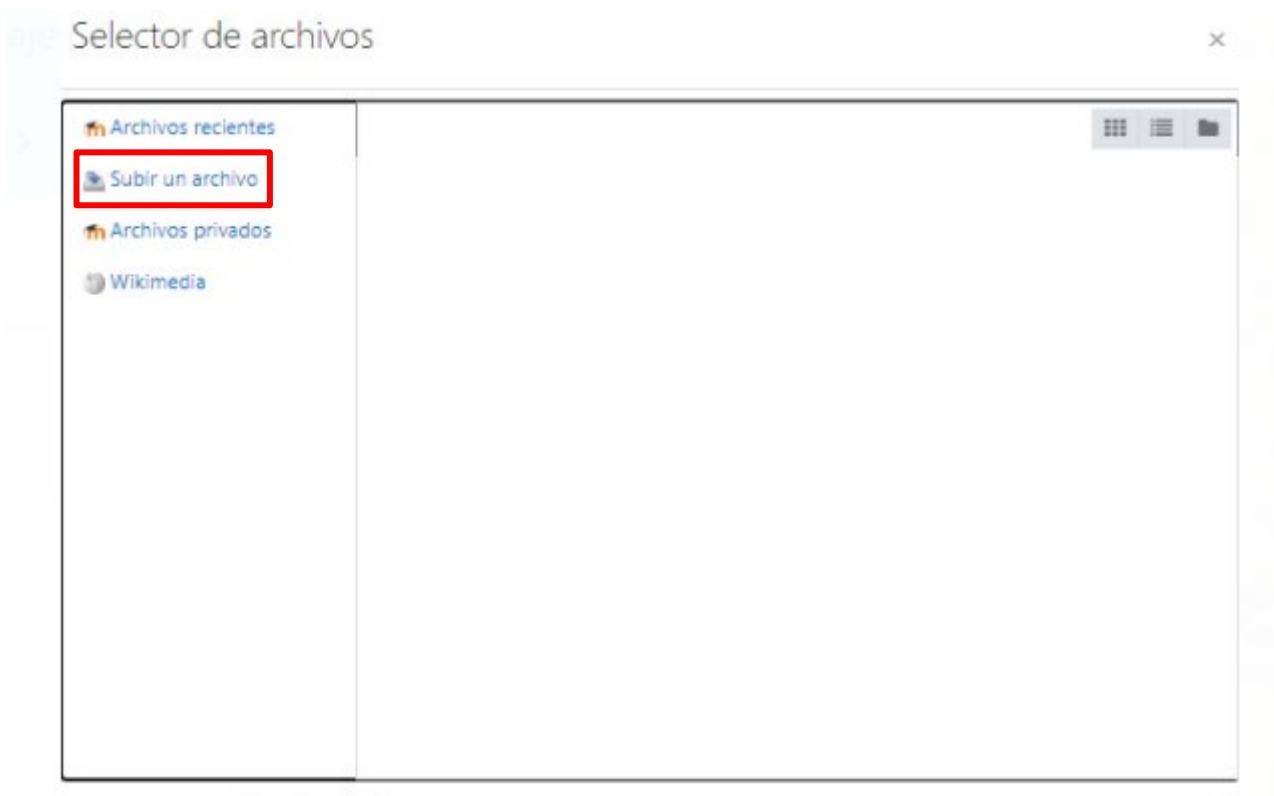 Selector de archivos
Archivos recientes
Subir un archivo
Archivos privados
Wikimedia